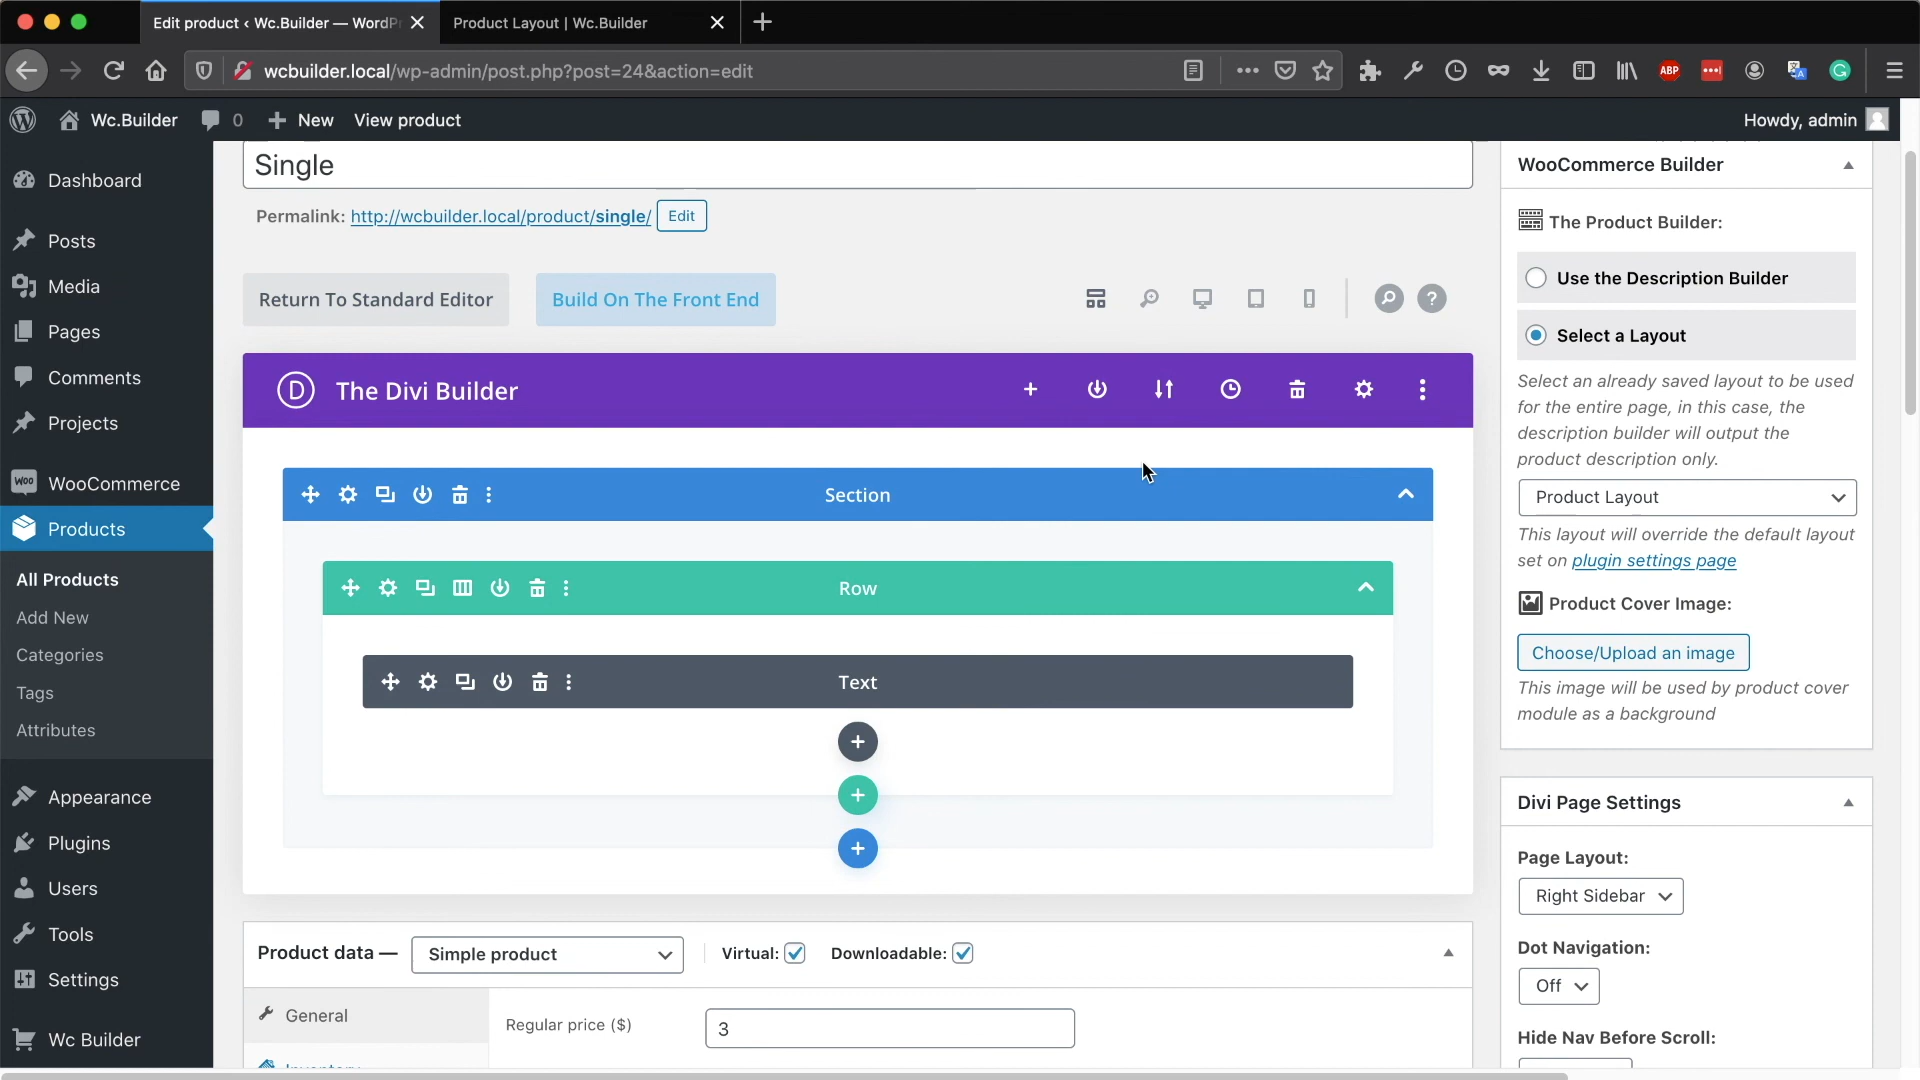 Edit product ‹ Wc.Builder — WordPr
Product Layout | Wc.Builder
wcbuilder.local/wp-admin/post.php?post=24&action=edit
ABP
Wc.Builder
0
New
View product
Howdy, admin
Dashboard
Posts
Media
Pages
Comments
Projects
WooCommerce
Products
All Products
Add New
Categories
Tags
Attributes
Appearance
Plugins
Users
Tools
Settings
Wc Builder
Single
Permalink: http://wcbuilder.local/product/single/ Edit
Return To Standard Editor
Build On The Front End
The Divi Builder
Section
Row
Text
Product data —
Simple product
Virtual:
Downloadable:
General
Regular price ($)
3
Inventory
WooCommerce Builder
The Product Builder:
Use the Description Builder
Select a Layout
Select an already saved layout to be used
for the entire page, in this case, the
description builder will output the
product description only.
Product Layout
This layout will override the default layout
set on plugin settings page
Product Cover Image:
Choose/Upload an image
This image will be used by product cover
module as a background
Divi Page Settings
Page Layout:
Right Sidebar
Dot Navigation:
Off
Hide Nav Before Scroll: